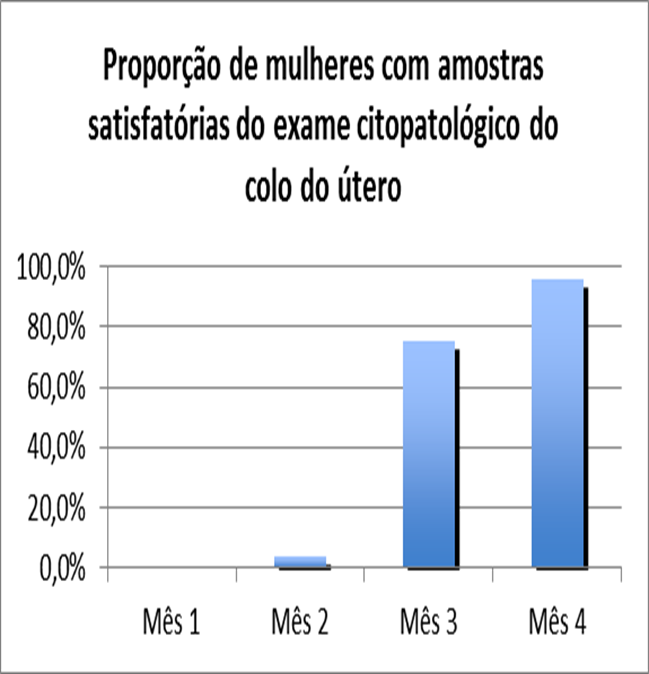 Proporção de mulheres com amostras
satisfatórias do exame citopatológico do
colo do útero
100,0%
80,0%
60,0%
40,0%
20,0%
0,0%
Mês 1 Mês 2 Mês 3 Mês 4